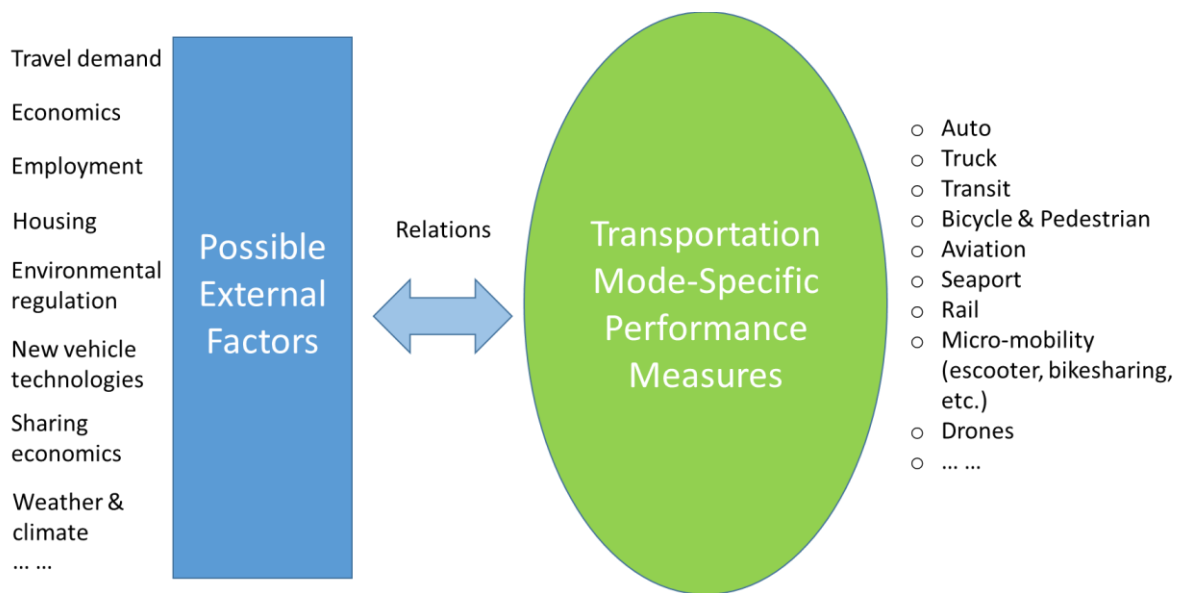 Travel demand
Economics
Employment
Housing
Environmental
regulation
New vehicle
technologies
Sharing
economics
Weather &
climate
... ...
Possible
External
Factors
Relations
Transportation
Mode-Specific
Performance
Measures
o Auto
o Truck
o Transit
o Bicycle & Pedestrian
o Aviation
o Seaport
o Rail
o Micro-mobility
(escooter, bikesharing,
etc.)
o Drones
o ... ...